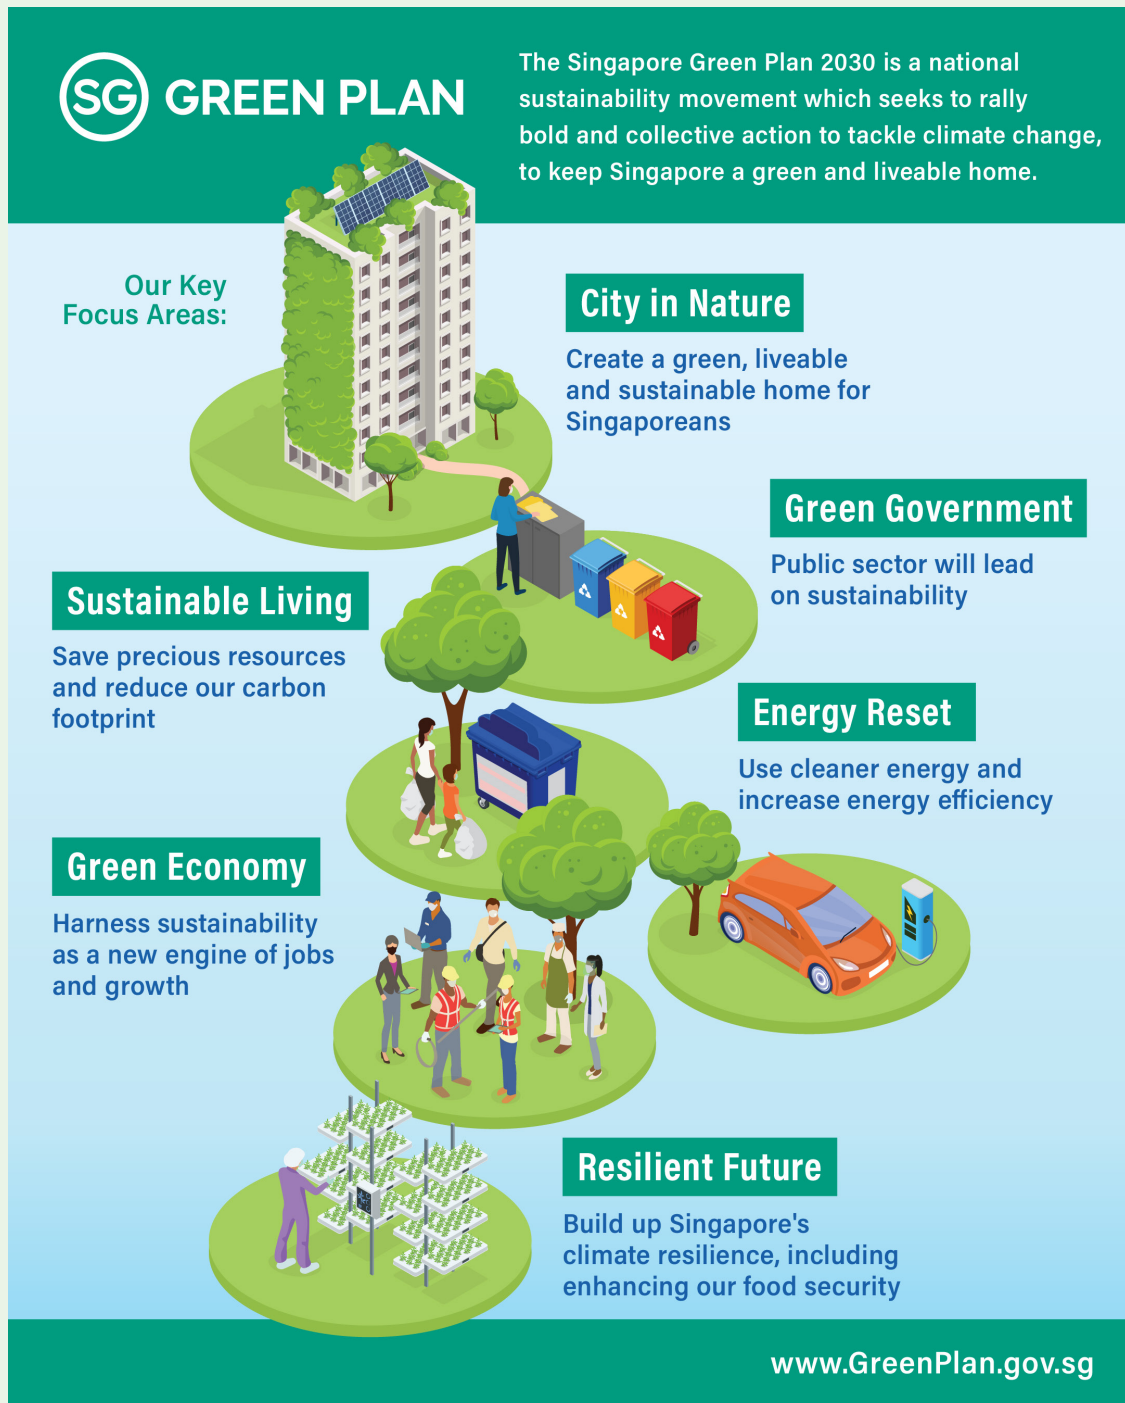 SG GREEN PLAN
The Singapore Green Plan 2030 is a national
sustainability movement which seeks to rally
bold and collective action to tackle climate change,
to keep Singapore a green and liveable home.
Our Key
Focus Areas:
City in Nature
Create a green, liveable
and sustainable home for
Singaporeans
Green Government
Public sector will lead
on sustainability
Sustainable Living
Save precious resources
and reduce our carbon
footprint
Energy Reset
Use cleaner energy and
increase energy efficiency
Green Economy
Harness sustainability
as a new engine of jobs
and growth
Resilient Future
Build up Singapore's
climate resilience, including
enhancing our food security
www.GreenPlan.gov.sg